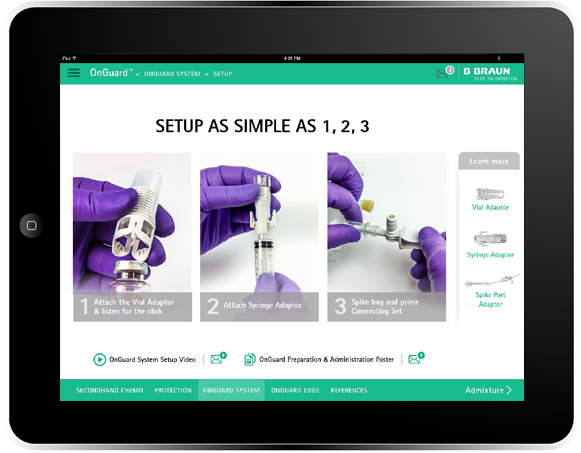 iPad
4:21 PM
OnGuard™ < ONGUARD SYSTEM < SETUP
B BRAUN
SHARING EXPERTISE
SETUP AS SIMPLE AS 1, 2, 3
Learn more
Vial Adaptor
Syringe Adaptor
Spike Port
Adaptor
1 Attach the Vial Adaptor
& listen for the click
2 Attach Syringe Adaptor
3 Spike bag and prime
Connecting Set
OnGuard System Setup Video
OnGuard Preparation & Administration Poster
SECONDHAND CHEMO PROTECTION ONGUARD SYSTEM ONGUARD EDGE REFERENCES Admixture >